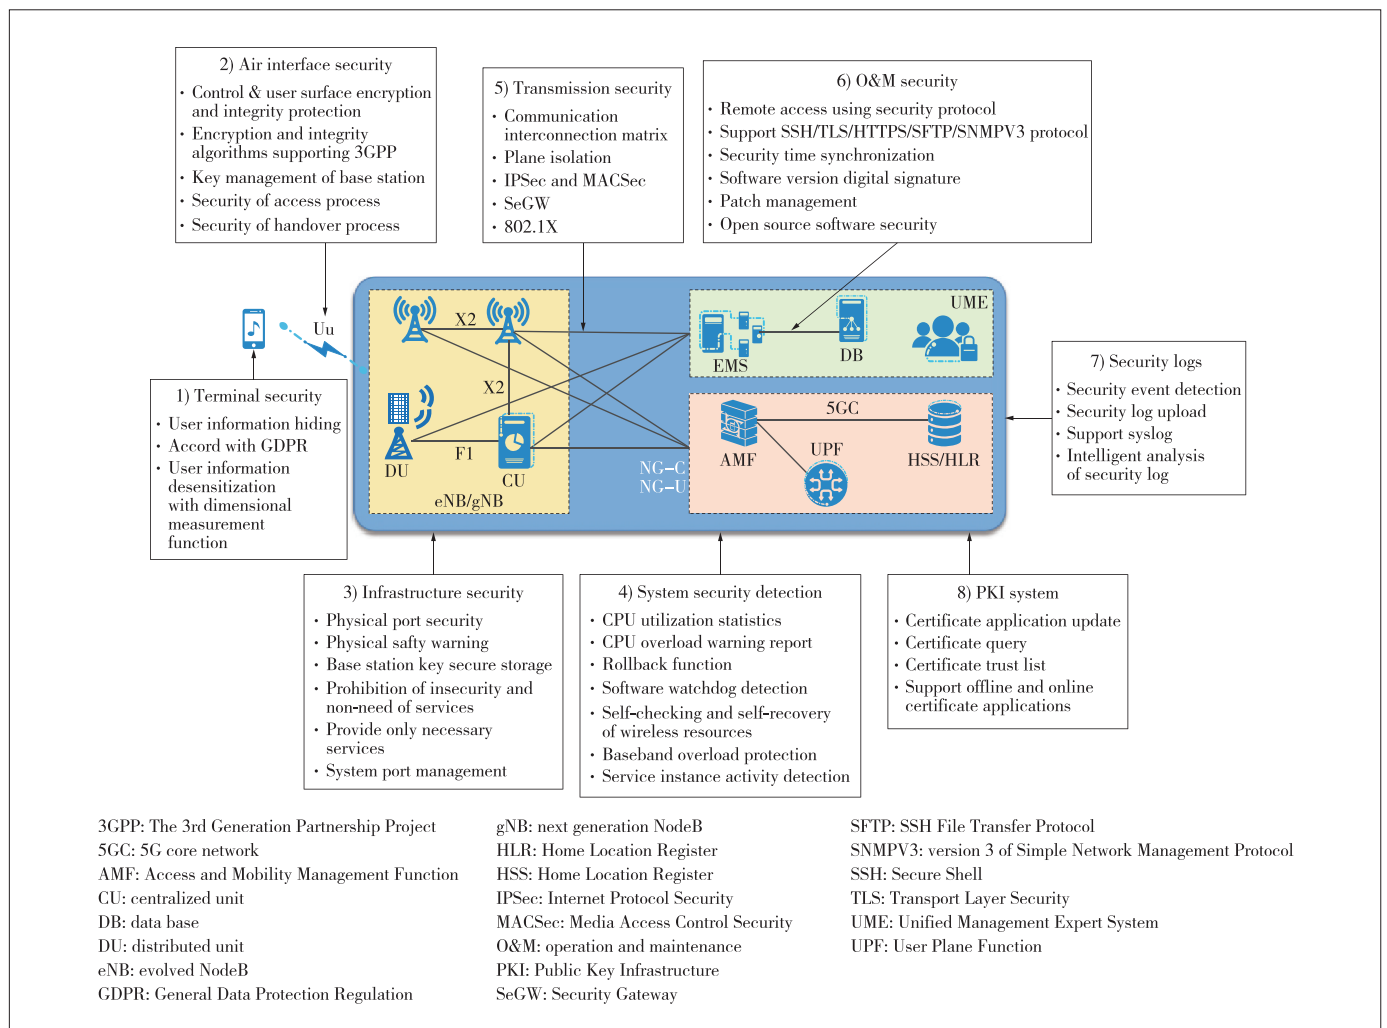 2) Air interface security
· Control & user surface encryption
and integrity protection
· Encryption and integrity
algorithms supporting 3GPP
· Key management of base station
· Security of access process
· Security of handover process
5) Transmission security
· Communication
interconnection matrix
· Plane isolation
· IPSec and MACSec
· SeGW
· 802.1X
6) O&M security
· Remote access using security protocol
· Support SSH/TLS/HTTPS/SFTP/SNMPV3 protocol
· Security time synchronization
· Software version digital signature
· Patch management
· Open source software security
Uu
X2
X2
DU
F1
CU
eNB/gNB
UME
EMS
DB
NG-C
NG-U
5GC
AMF
UPF
HSS/HLR
1) Terminal security
· User information hiding
· Accord with GDPR
· User information
desensitization
with dimensional
measurement
function
7) Security logs
· Security event detection
· Security log upload
· Support syslog
· Intelligent analysis
of security log
3) Infrastructure security
· Physical port security
· Physical safty warning
· Base station key secure storage
· Prohibition of insecurity and
non-need of services
· Provide only necessary
services
· System port management
4) System security detection
· CPU utilization statistics
· CPU overload warning report
· Rollback function
· Software watchdog detection
· Self-checking and self-recovery
of wireless resources
· Baseband overload protection
· Service instance activity detection
8) PKI system
· Certificate application update
· Certificate query
· Certificate trust list
· Support offline and online
certificate applications
3GPP: The 3rd Generation Partnership Project
5GC: 5G core network
AMF: Access and Mobility Management Function
CU: centralized unit
DB: data base
DU: distributed unit
eNB: evolved NodeB
GDPR: General Data Protection Regulation
gNB: next generation NodeB
HLR: Home Location Register
HSS: Home Location Register
IPSec: Internet Protocol Security
MACSec: Media Access Control Security
O&M: operation and maintenance
PKI: Public Key Infrastructure
SeGW: Security Gateway
SFTP: SSH File Transfer Protocol
SNMPV3: version 3 of Simple Network Management Protocol
SSH: Secure Shell
TLS: Transport Layer Security
UME: Unified Management Expert System
UPF: User Plane Function